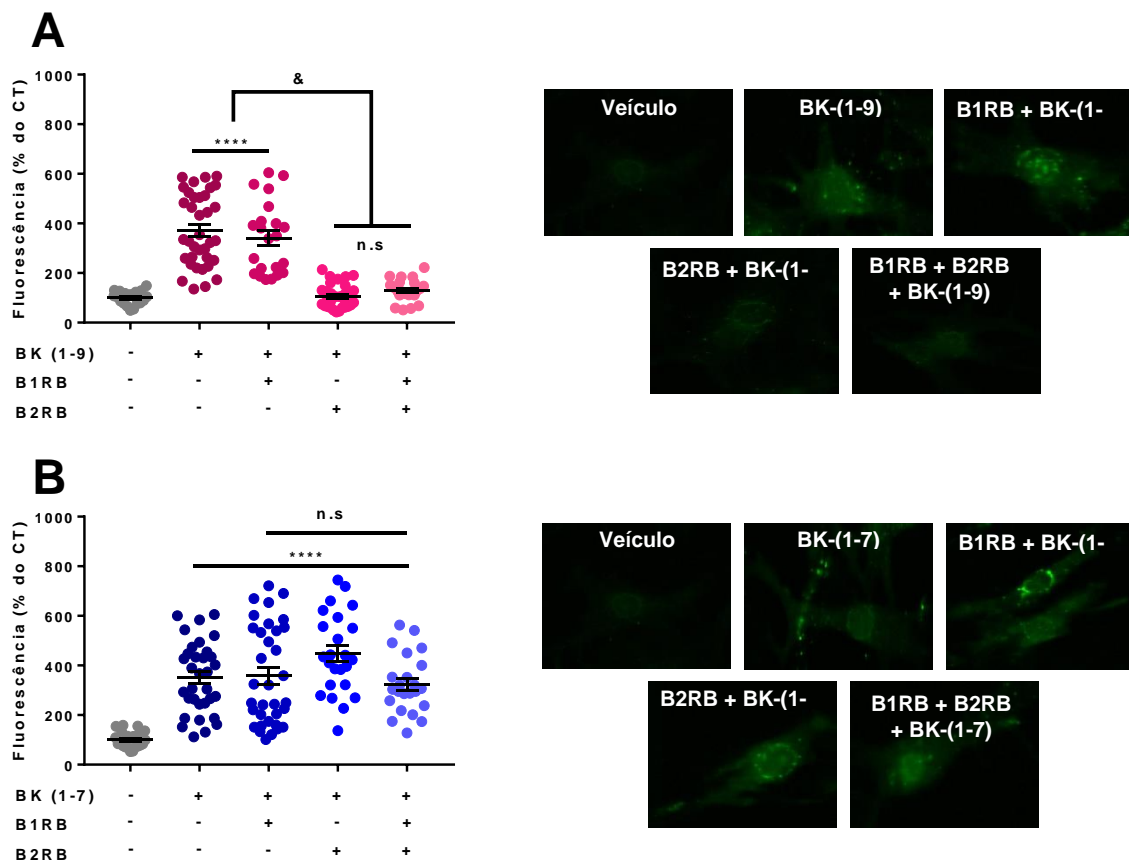 A
1000
800
600
400
200
0
Fluorescência (% do CT)
&
****
n.s
BK (1-9) - + + + +
B1RB - - + - +
B2RB - - - + +
Veículo
BK-(1-9)
B1RB + BK-(1-
B2RB + BK-(1-
B1RB + B2RB
+ BK-(1-9)
B
1000
800
600
400
200
0
Fluorescência (% do CT)
n.s
****
BK (1-7) - + + + +
B1RB - - + - +
B2RB - - - + +
Veículo
BK-(1-7)
B1RB + BK-(1-
B2RB + BK-(1-
B1RB + B2RB
+ BK-(1-7)